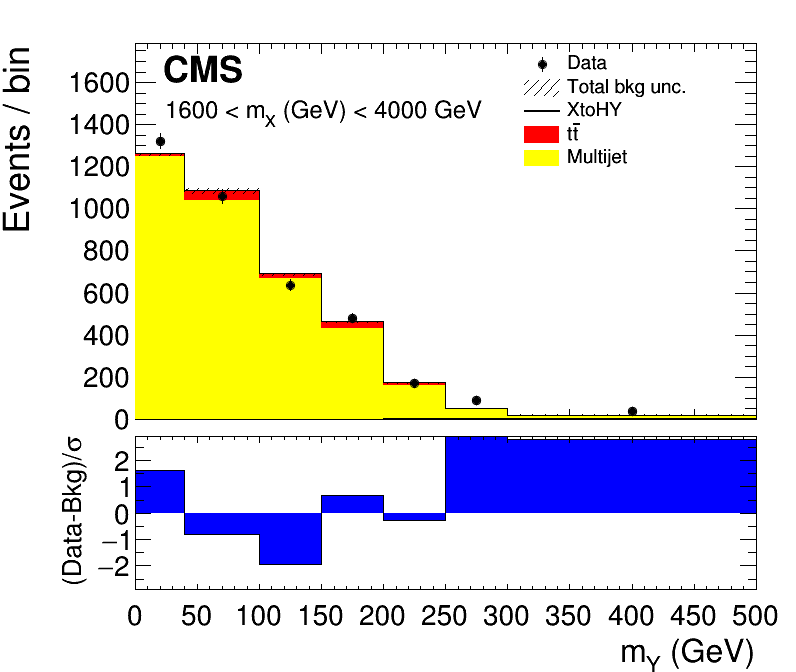 CMS
1600 < mX (GeV) < 4000 GeV
Data
Total bkg unc.
XtoHY
tt̅
Multijet
Events / bin
1600
1400
1200
1000
800
600
400
200
0
(Data-Bkg)/σ
2
1
0
−1
−2
0 50 100 150 200 250 300 350 400 450 500
mY (GeV)